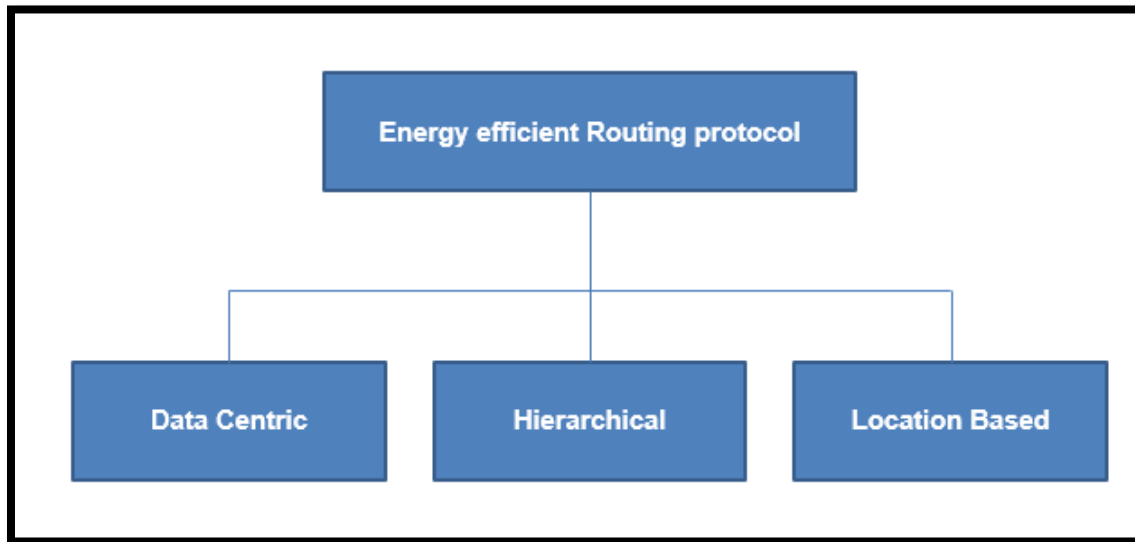 Energy efficient Routing protocol
Data Centric
Hierarchical
Location Based